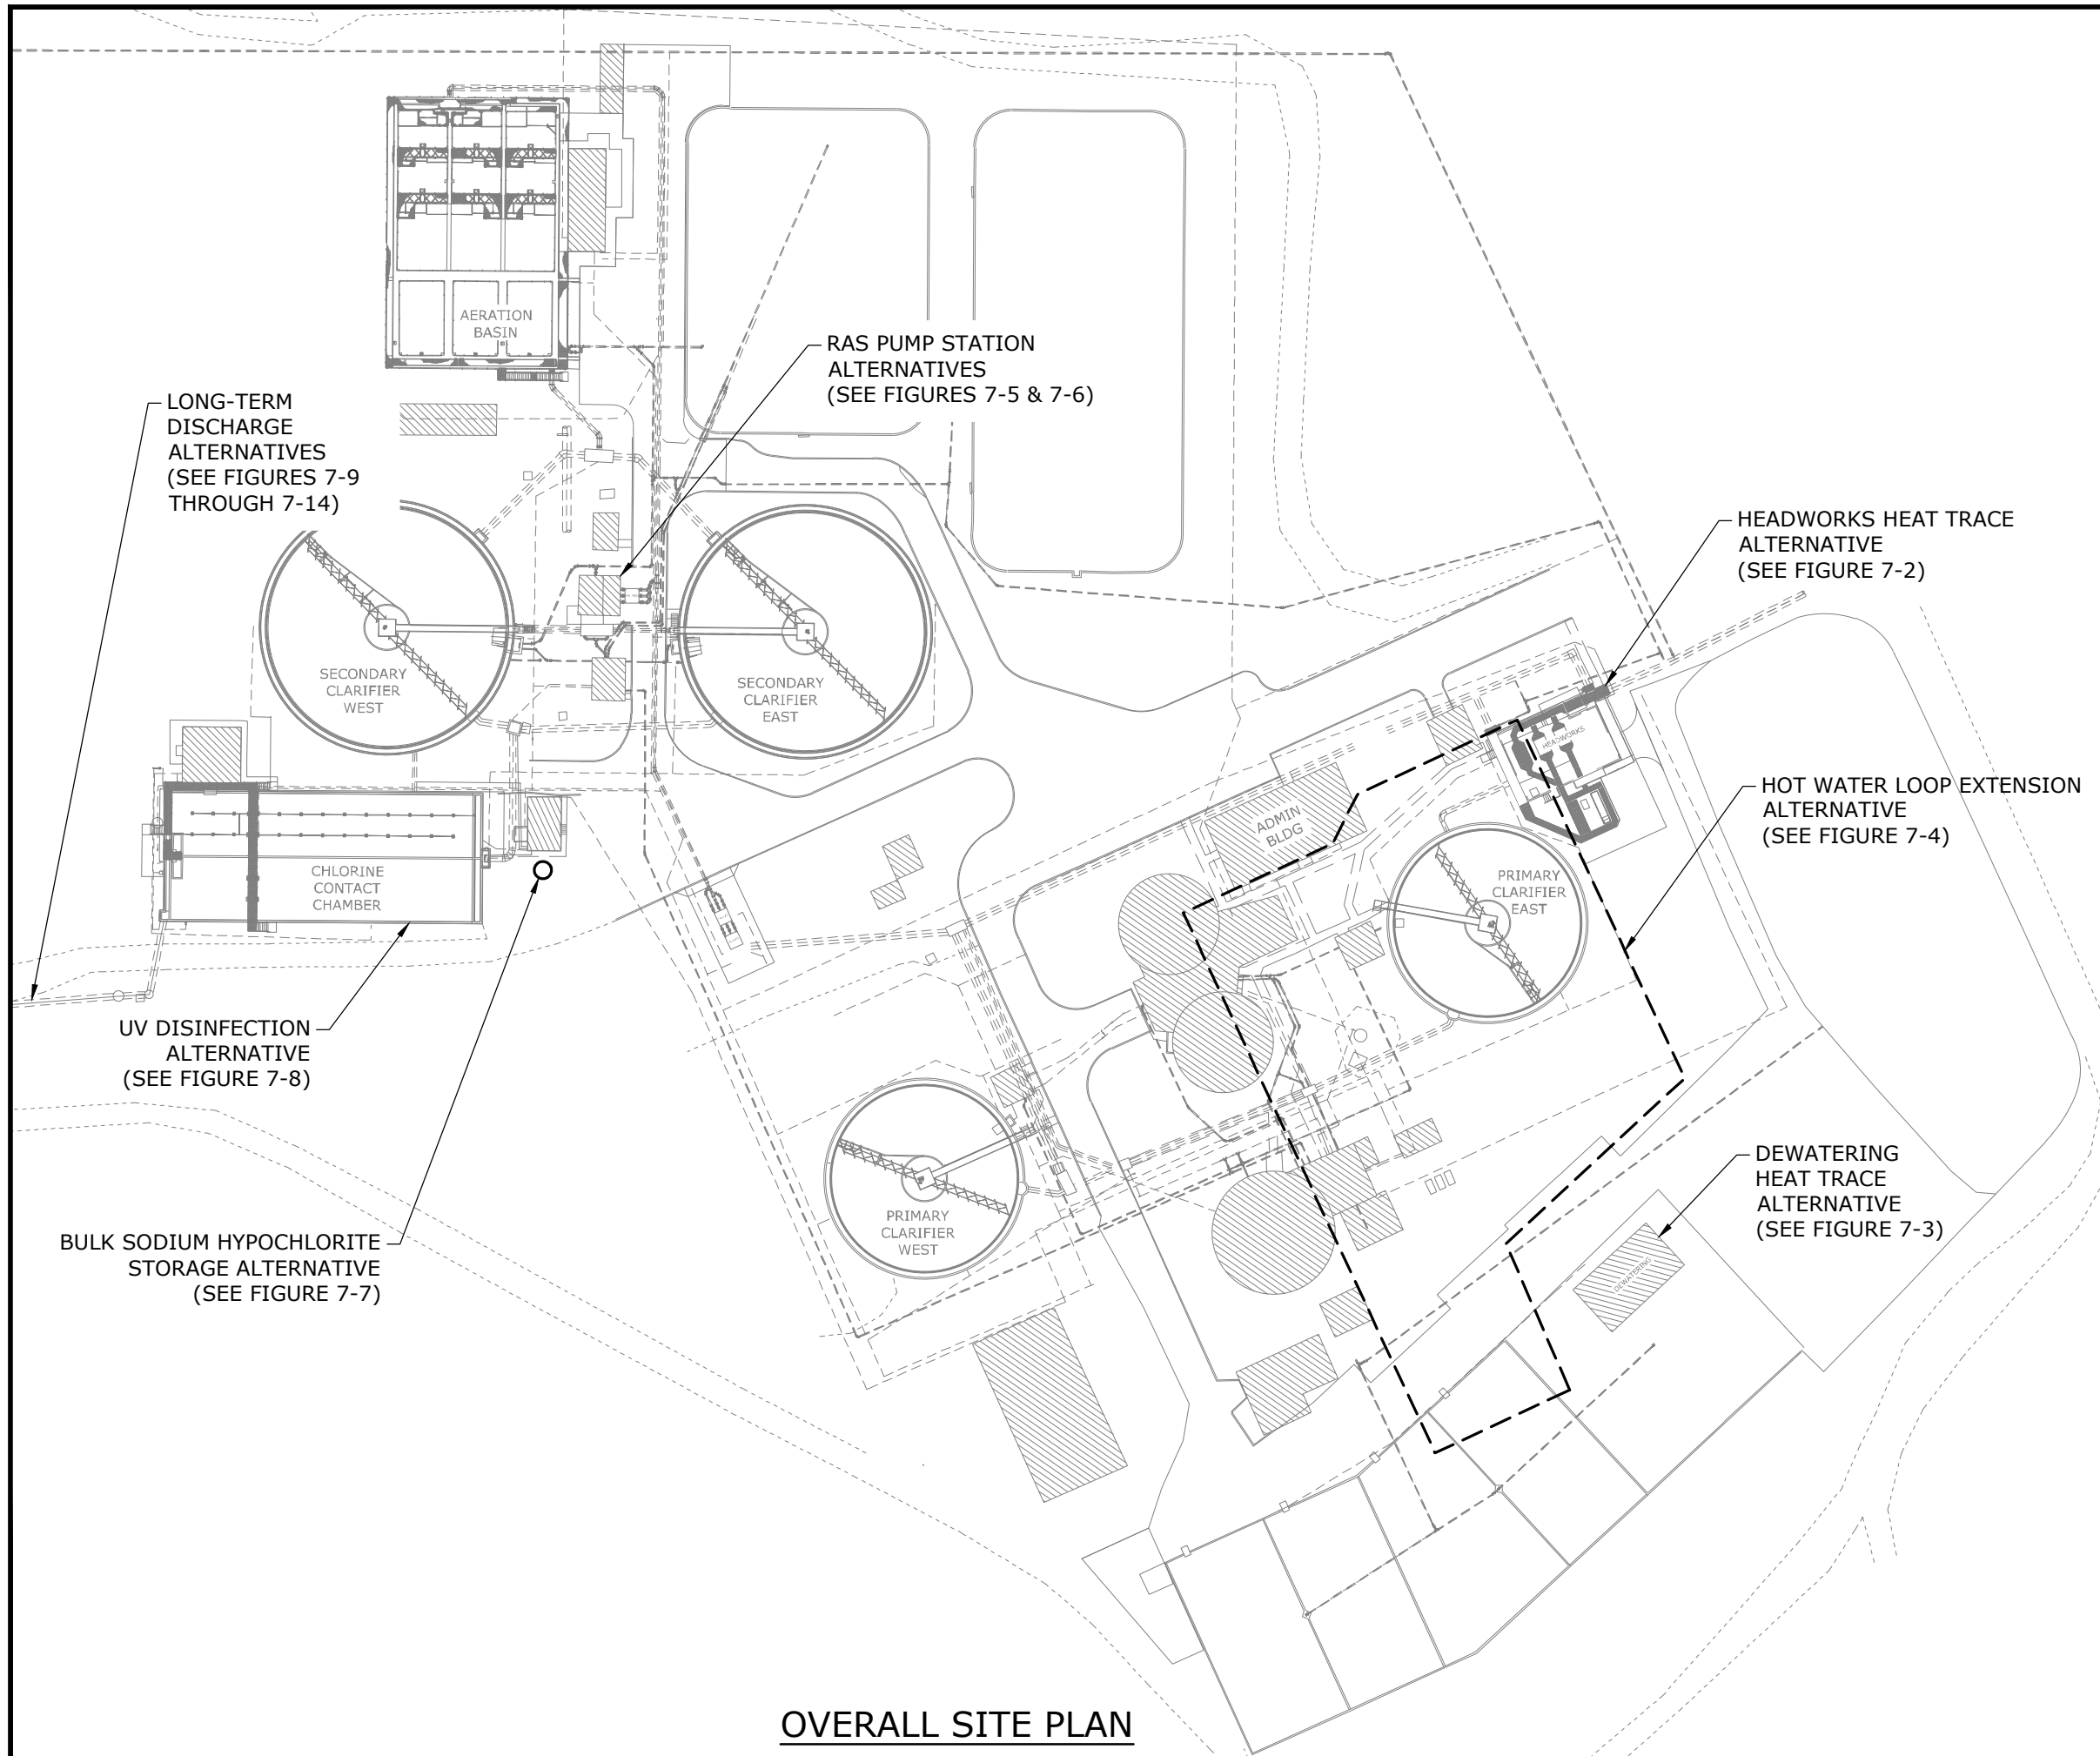 AERATION
BASIN
RAS PUMP STATION
ALTERNATIVES
(SEE FIGURES 7-5 & 7-6)
LONG-TERM
DISCHARGE
ALTERNATIVES
(SEE FIGURES 7-9
THROUGH 7-14)
HEADWORKS HEAT TRACE
ALTERNATIVE
(SEE FIGURE 7-2)
SECONDARY
CLARIFIER
WEST
SECONDARY
CLARIFIER
EAST
HEADWORKS
HOT WATER LOOP EXTENSION
ALTERNATIVE
(SEE FIGURE 7-4)
ADMIN
BLDG
CHLORINE
CONTACT
CHAMBER
PRIMARY
CLARIFIER
EAST
UV DISINFECTION
ALTERNATIVE
(SEE FIGURE 7-8)
DEWATERING
HEAT TRACE
ALTERNATIVE
(SEE FIGURE 7-3)
PRIMARY
CLARIFIER
WEST
BULK SODIUM HYPOCHLORITE
STORAGE ALTERNATIVE
(SEE FIGURE 7-7)
DEWATERING
OVERALL SITE PLAN